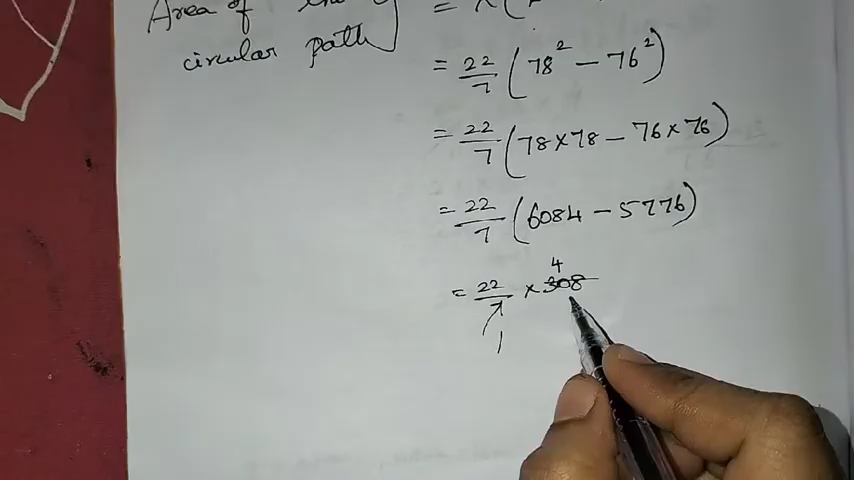 Area of the } = π(
circular path
= 22/7 (78² − 76²)
= 22/7 (78 × 78 − 76 × 76)
= 22/7 (6084 − 5776)
4
= 22/7 × 308
1